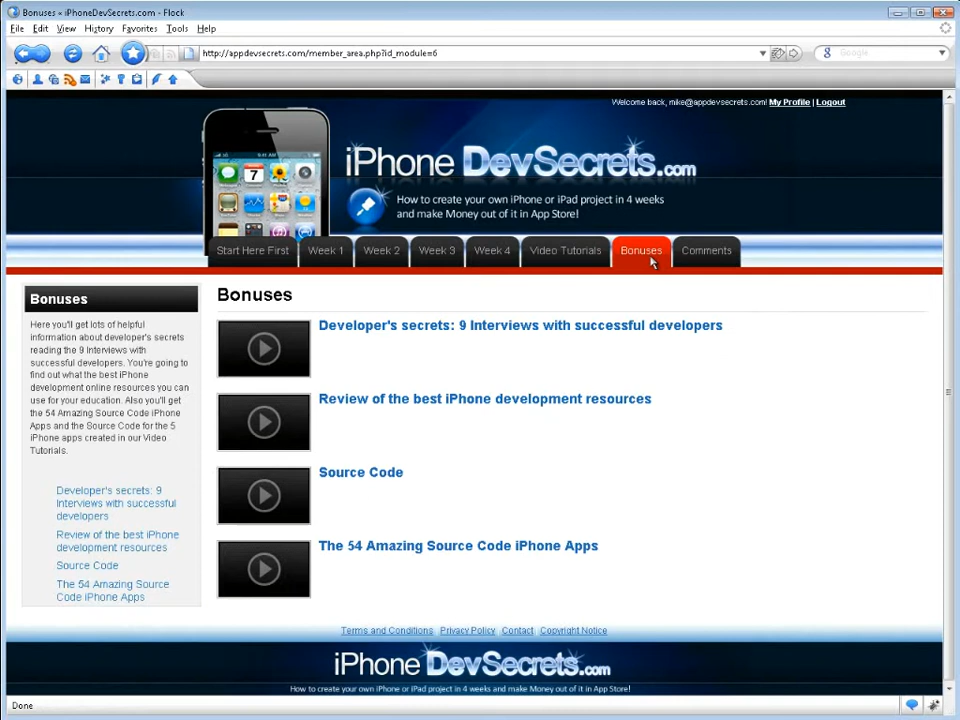 Bonuses « iPhoneDevSecrets.com - Flock
File Edit View History Favorites Tools Help
http://appdevsecrets.com/member_area.php?id_module=6
Google
Welcome back, mike@appdevsecrets.com! My Profile | Logout
iPhone DevSecrets.com
How to create your own iPhone or iPad project in 4 weeks
and make Money out of it in App Store!
Start Here First Week 1 Week 2 Week 3 Week 4 Video Tutorials Bonuses Comments
Bonuses
Here you'll get lots of helpful
information about developer's secrets
reading the 9 Interviews with
successful developers. You're going to
find out what the best iPhone
development online resources you can
use for your education. Also you'll get
the 54 Amazing Source Code iPhone
Apps and the Source Code for the 5
iPhone apps created in our Video
Tutorials.
Developer's secrets: 9
Interviews with successful
developers
Review of the best iPhone
development resources
Source Code
The 54 Amazing Source
Code iPhone Apps
Bonuses
Developer's secrets: 9 Interviews with successful developers
Review of the best iPhone development resources
Source Code
The 54 Amazing Source Code iPhone Apps
Terms and Conditions Privacy Policy Contact Copyright Notice
iPhone DevSecrets.com
How to create your own iPhone or iPad project in 4 weeks and make Money out of it in App Store!
Done